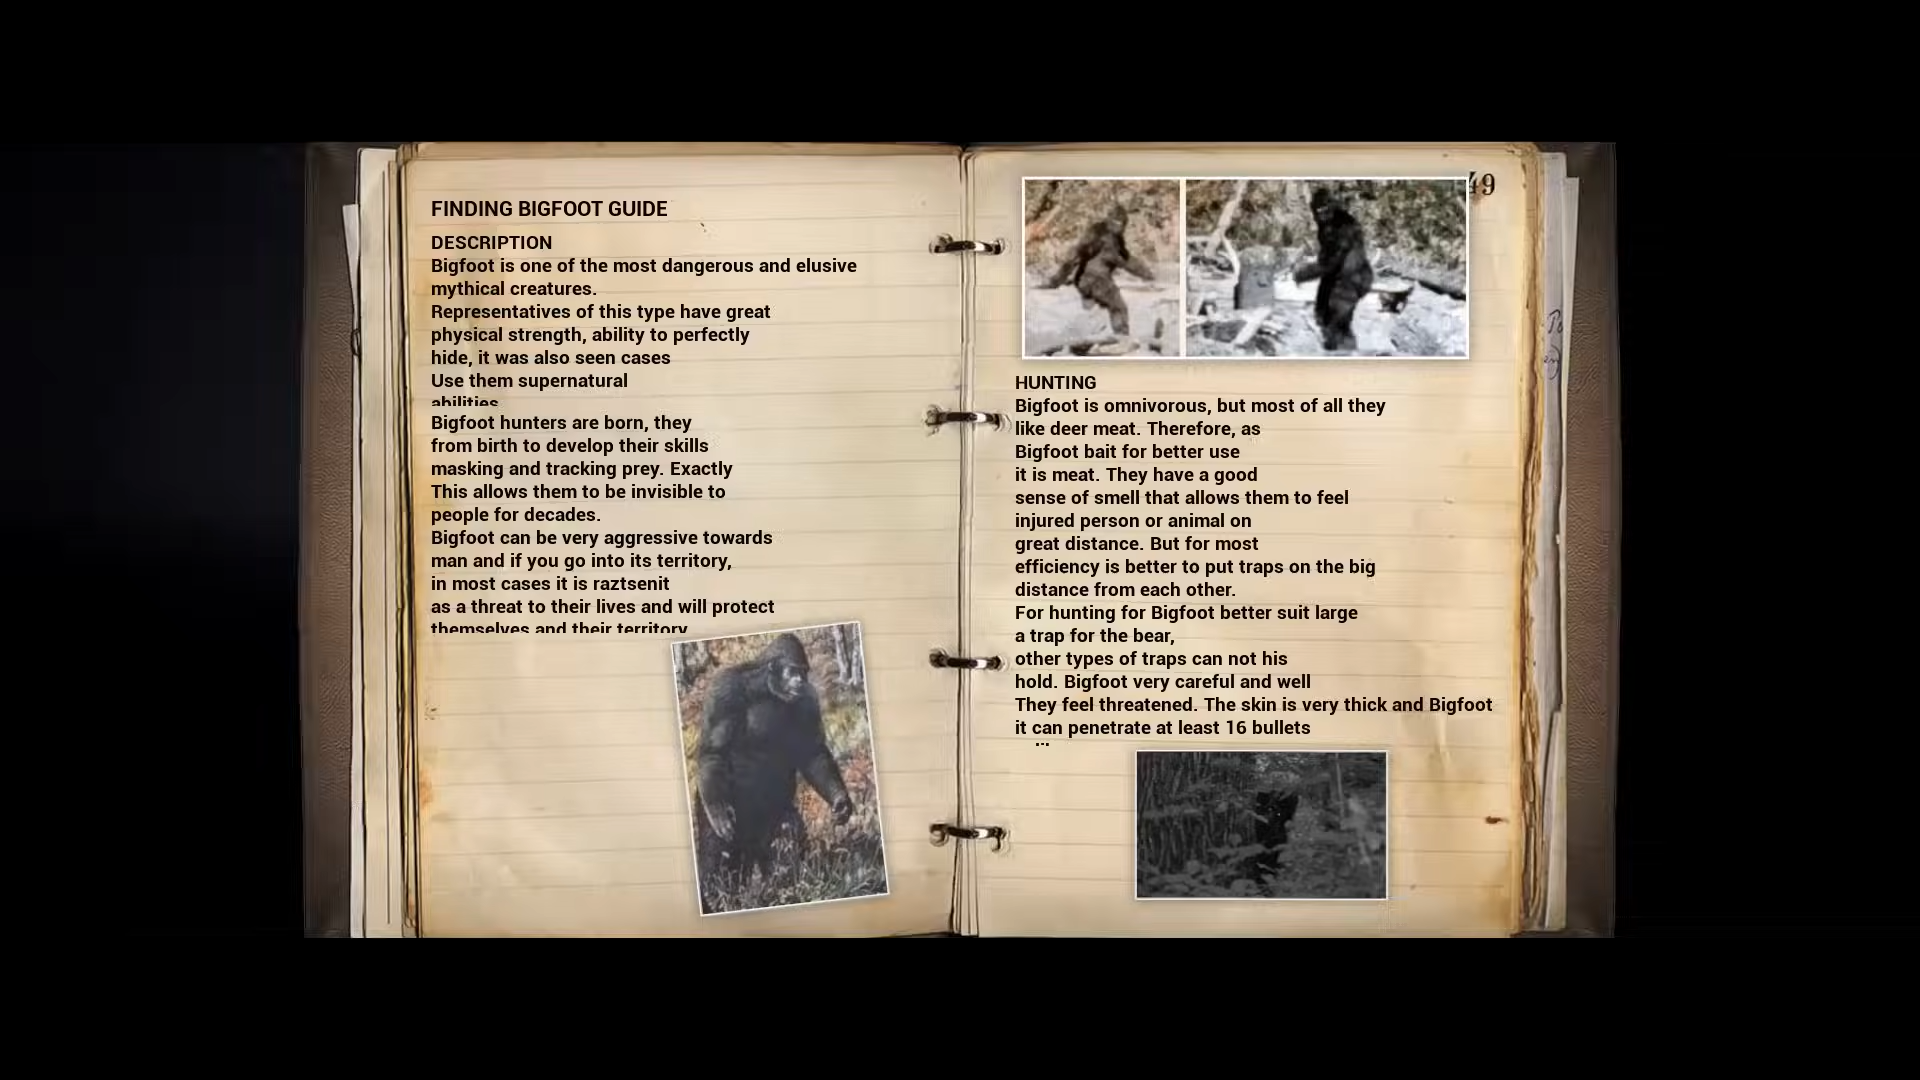 FINDING BIGFOOT GUIDE
DESCRIPTION
Bigfoot is one of the most dangerous and elusive
mythical creatures.
Representatives of this type have great
physical strength, ability to perfectly
hide, it was also seen cases
Use them supernatural
abilities
Bigfoot hunters are born, they
from birth to develop their skills
masking and tracking prey. Exactly
This allows them to be invisible to
people for decades.
Bigfoot can be very aggressive towards
man and if you go into its territory,
in most cases it is raztsenit
as a threat to their lives and will protect
themselves and their territory
49
HUNTING
Bigfoot is omnivorous, but most of all they
like deer meat. Therefore, as
Bigfoot bait for better use
it is meat. They have a good
sense of smell that allows them to feel
injured person or animal on
great distance. But for most
efficiency is better to put traps on the big
distance from each other.
For hunting for Bigfoot better suit large
a trap for the bear,
other types of traps can not his
hold. Bigfoot very careful and well
They feel threatened. The skin is very thick and Bigfoot
it can penetrate at least 16 bullets